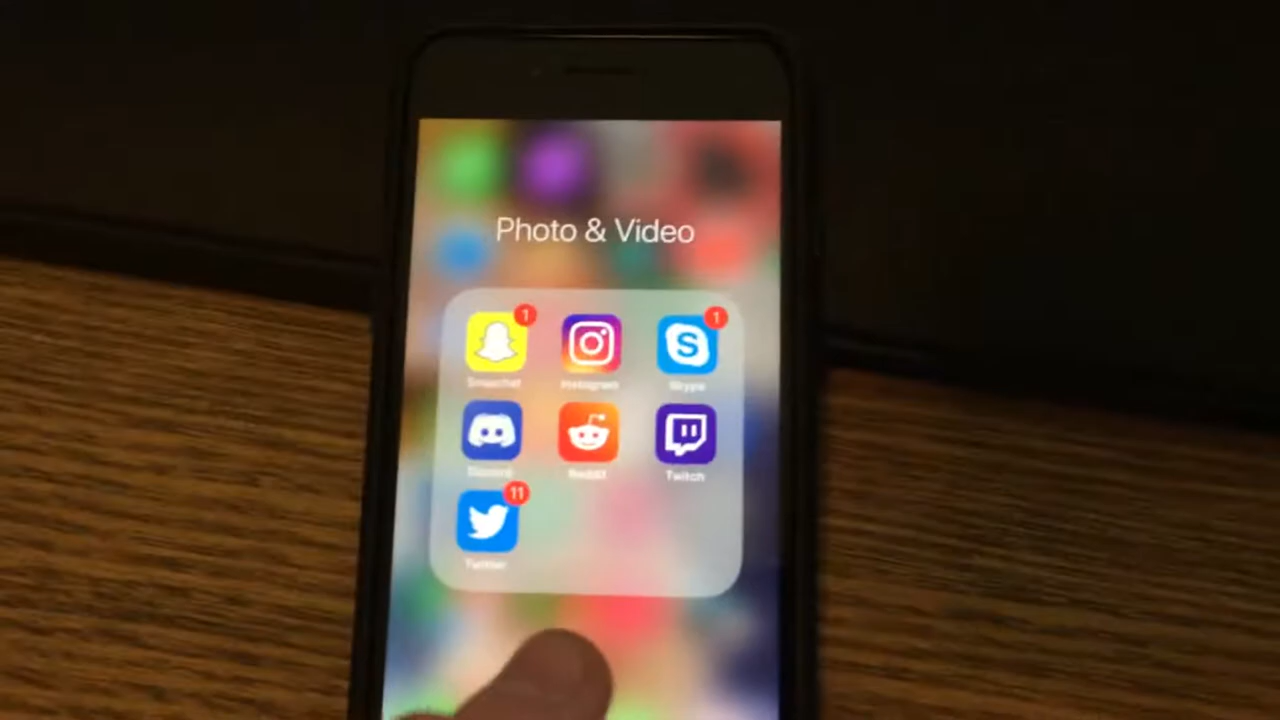 Photo & Video
1
1
Snapchat Instagram Skype
Discord Reddit Twitch
11
Twitter